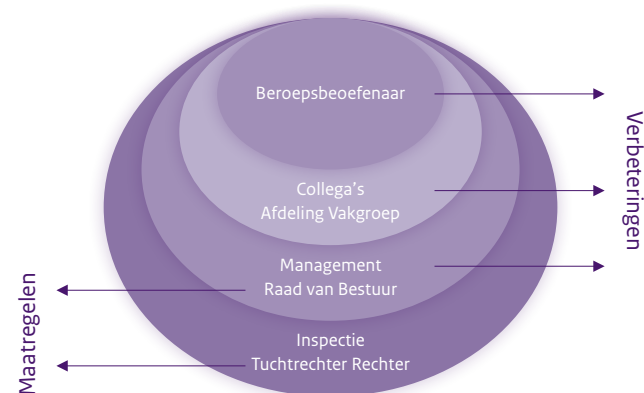 Beroepsbeoefenaar
Collega's
Afdeling Vakgroep
Management
Raad van Bestuur
Inspectie
Tuchtrechter Rechter
Verbeteringen
Maatregelen